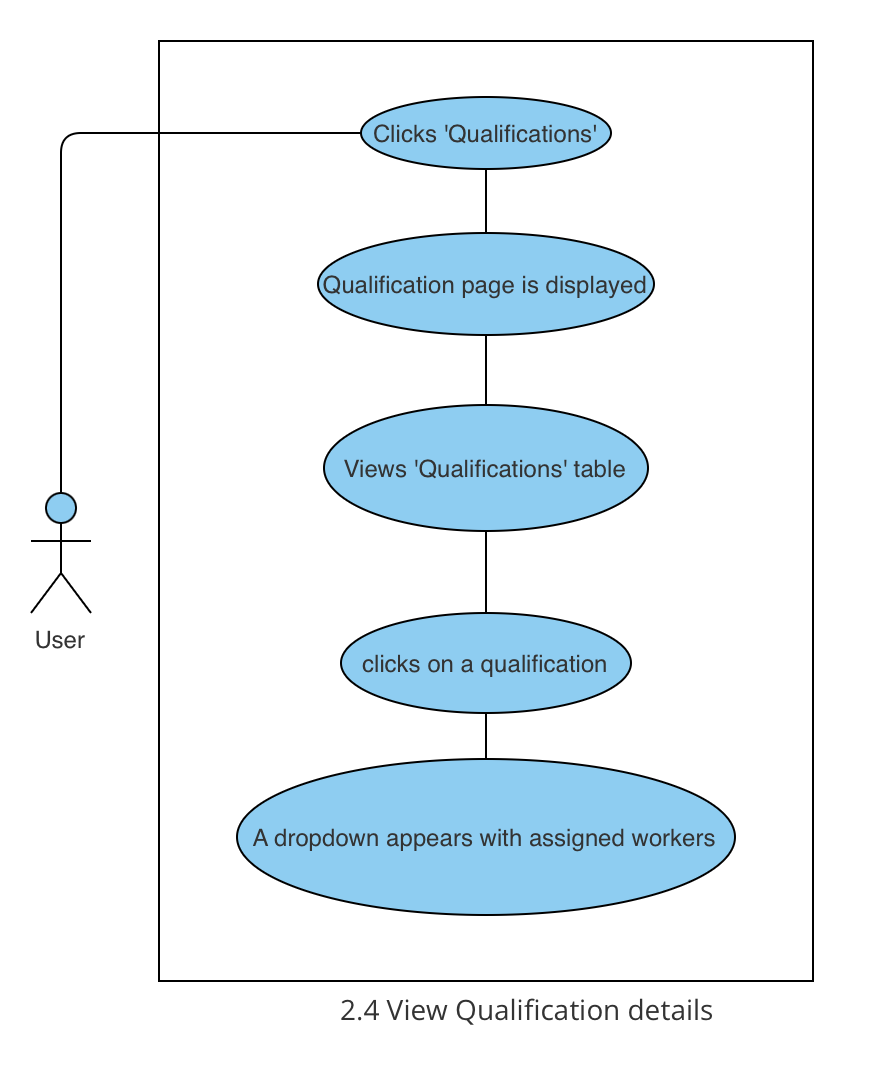 Clicks 'Qualifications'
Qualification page is displayed
Views 'Qualifications' table
clicks on a qualification
User
A dropdown appears with assigned workers
2.4 View Qualification details